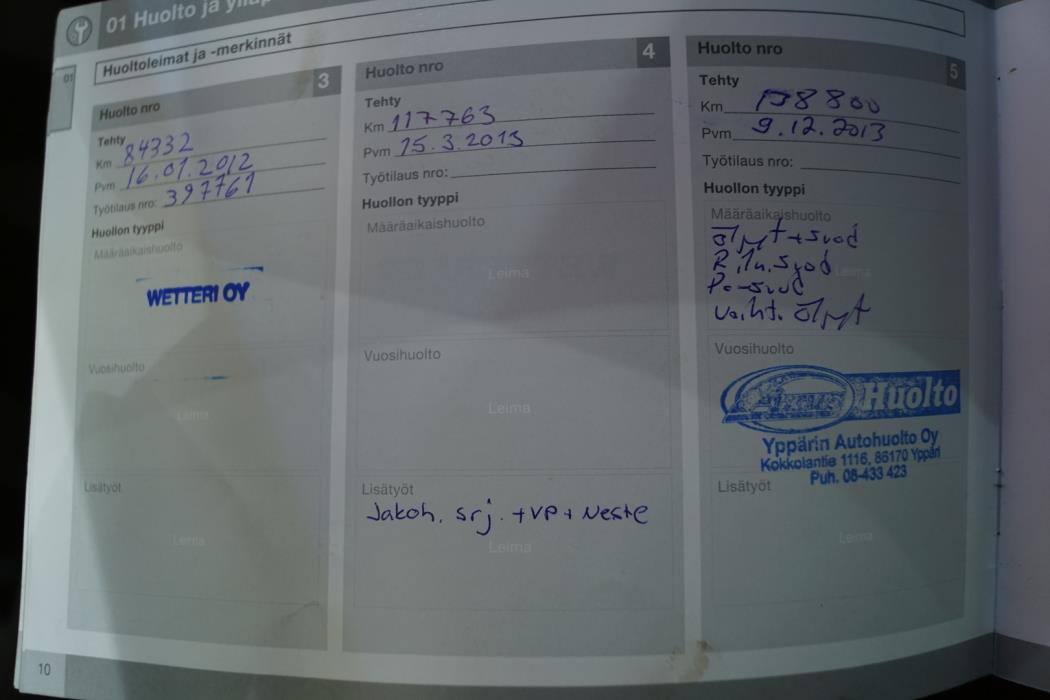 01 Huolto ja ylläp
01
Huoltoleimat ja -merkinnät
Huolto nro 3
Tehty
Km 84332
Pvm 16.01.2012
Työtilaus nro: 397761
Huollon tyyppi
Määräaikaishuolto
WETTERI OY
Vuosihuolto
Leima
Lisätyöt
Leima
Huolto nro 4
Tehty
Km 117763
Pvm 15.3.2013
Työtilaus nro:
Huollon tyyppi
Määräaikaishuolto
Leima
Vuosihuolto
Leima
Lisätyöt
Jakoh. srj. +VP+ Neste
Leima
Huolto nro 5
Tehty
Km 138800
Pvm 9.12.2013
Työtilaus nro:
Huollon tyyppi
Määräaikaishuolto
Leima
Vuosihuolto
Huolto
Yppärin Autohuolto Oy
Kokkolantie 1116, 86170 Yppäri
Puh. 08-433 423
Lisätyöt
Leima
10